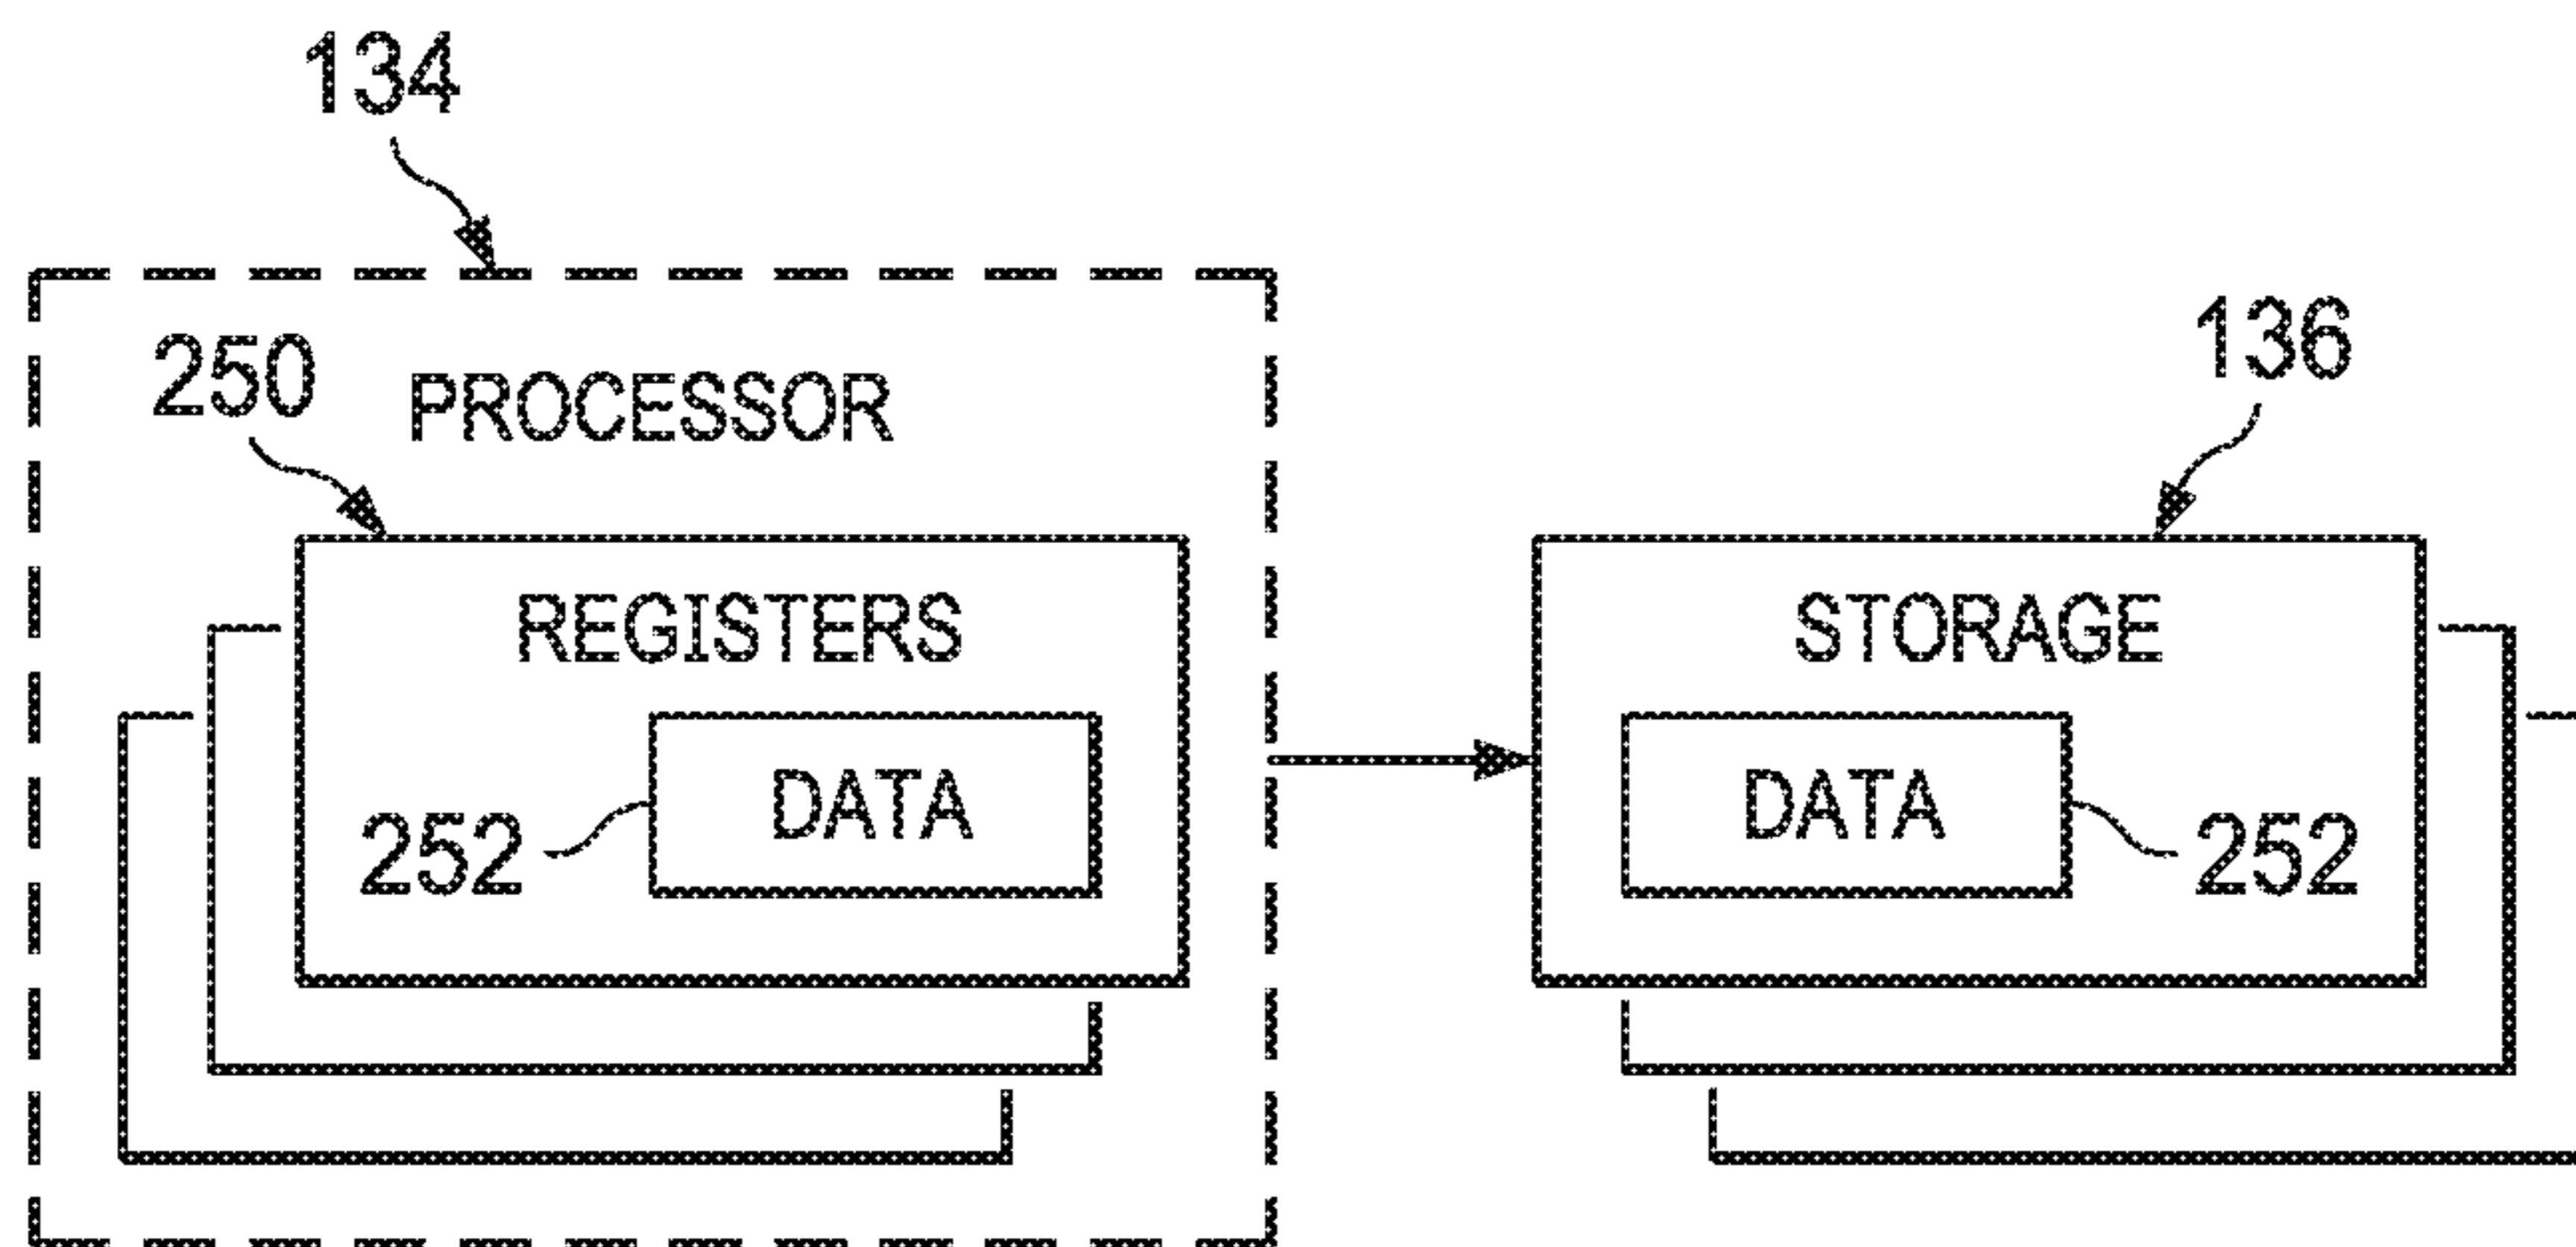 134
136
250
PROCESSOR
REGISTERS
STORAGE
DATA
DATA
252
252